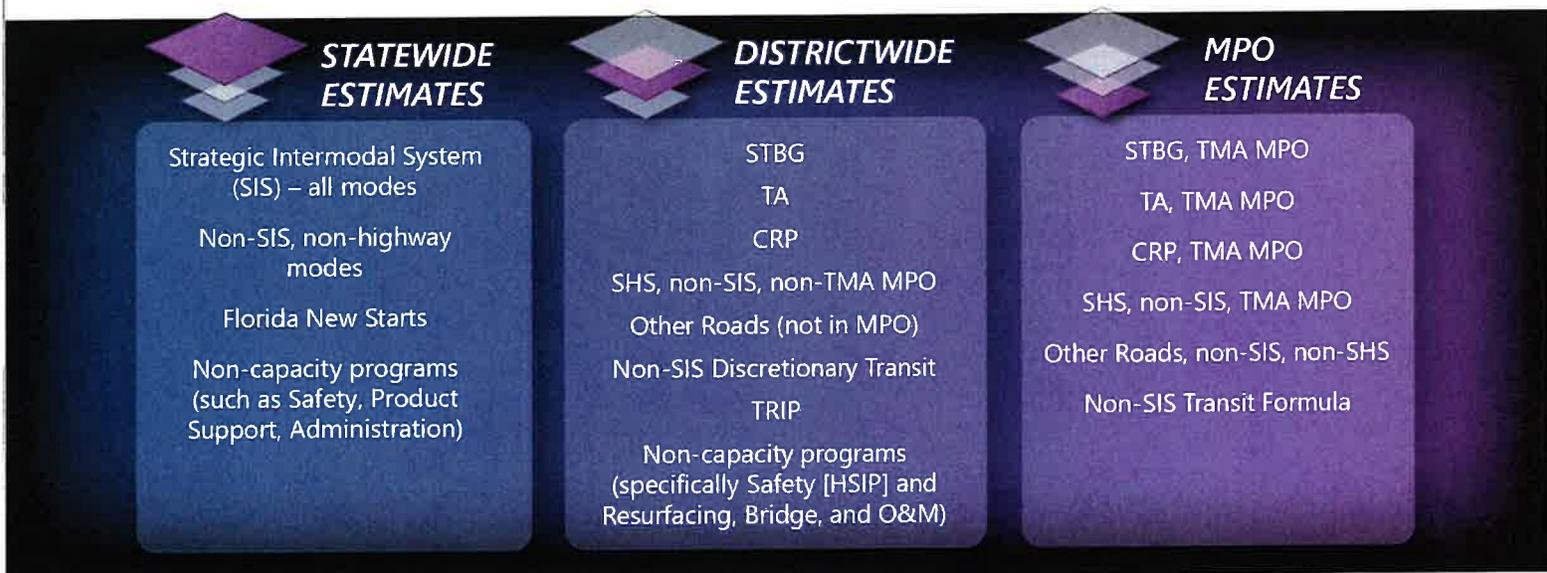 STATEWIDE
ESTIMATES
Strategic Intermodal System
(SIS) – all modes
Non-SIS, non-highway
modes
Florida New Starts
Non-capacity programs
(such as Safety, Product
Support, Administration)
DISTRICTWIDE
ESTIMATES
STBG
TA
CRP
SHS, non-SIS, non-TMA MPO
Other Roads (not in MPO)
Non-SIS Discretionary Transit
TRIP
Non-capacity programs
(specifically Safety [HSIP] and
Resurfacing, Bridge, and O&M)
MPO
ESTIMATES
STBG, TMA MPO
TA, TMA MPO
CRP, TMA MPO
SHS, non-SIS, TMA MPO
Other Roads, non-SIS, non-SHS
Non-SIS Transit Formula